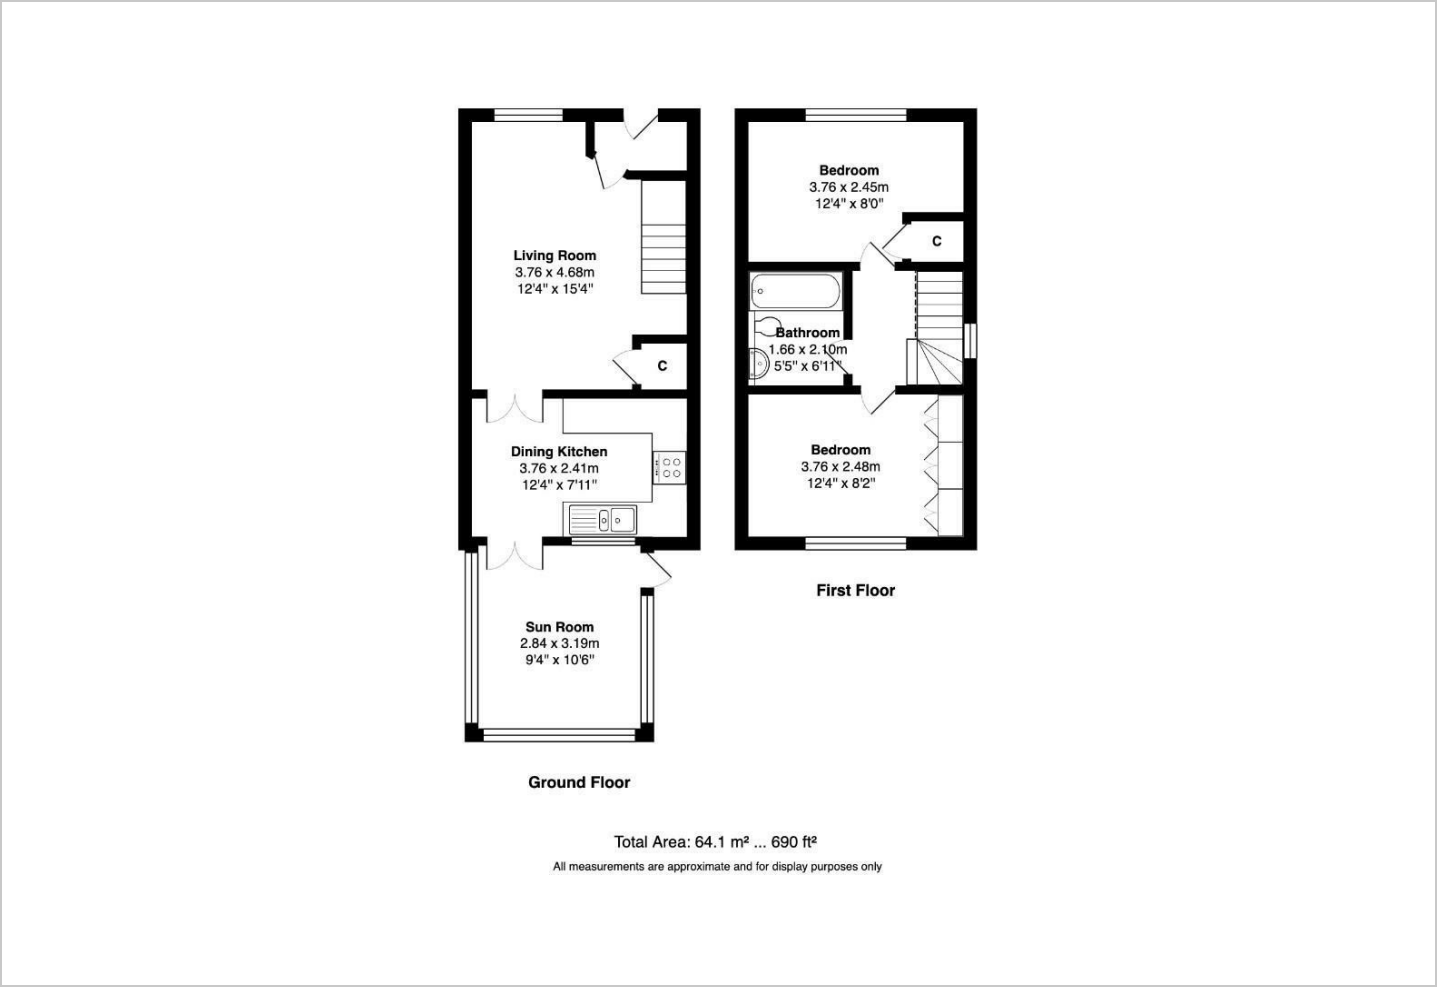 Living Room
3.76 x 4.68m
12'4" x 15'4"
C
Dining Kitchen
3.76 x 2.41m
12'4" x 7'11"
Sun Room
2.84 x 3.19m
9'4" x 10'6"
Ground Floor
Bedroom
3.76 x 2.45m
12'4" x 8'0"
C
Bathroom
1.66 x 2.10m
5'5" x 6'11"
Bedroom
3.76 x 2.48m
12'4" x 8'2"
First Floor
Total Area: 64.1 m² ... 690 ft²
All measurements are approximate and for display purposes only